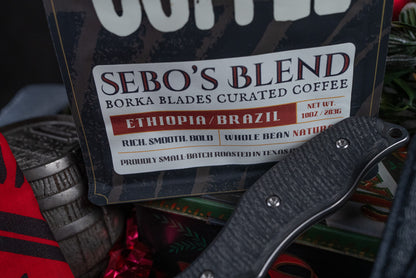 COFFEE
SEBO'S BLEND
BORKA BLADES CURATED COFFEE
ETHIOPIA/BRAZIL
NET WT.
10OZ / 283G
RICH, SMOOTH, BOLD
WHOLE BEAN NATURAL
PROUDLY SMALL BATCH ROASTED IN TEXAS